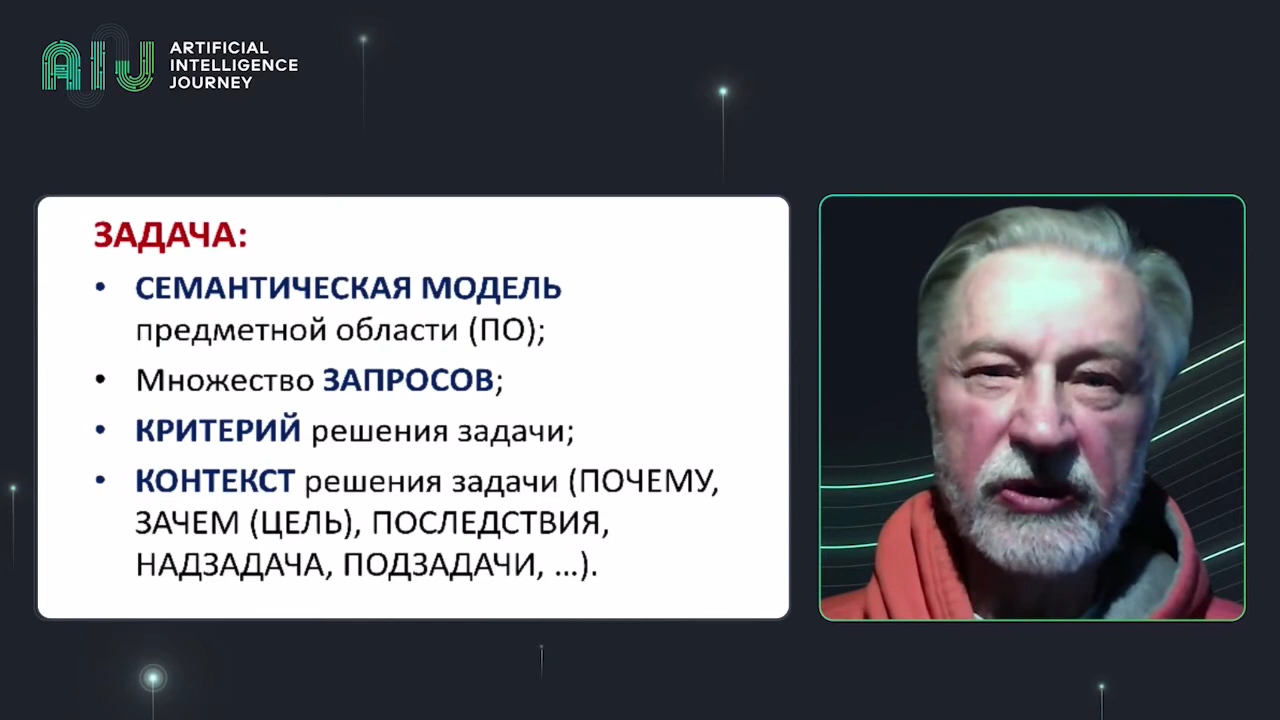 AIJ
ARTIFICIAL
INTELLIGENCE
JOURNEY
ЗАДАЧА:
• СЕМАНТИЧЕСКАЯ МОДЕЛЬ
предметной области (ПО);
• Множество ЗАПРОСОВ;
• КРИТЕРИЙ решения задачи;
• КОНТЕКСТ решения задачи (ПОЧЕМУ,
ЗАЧЕМ (ЦЕЛЬ), ПОСЛЕДСТВИЯ,
НАДЗАДАЧА, ПОДЗАДАЧИ, ...).